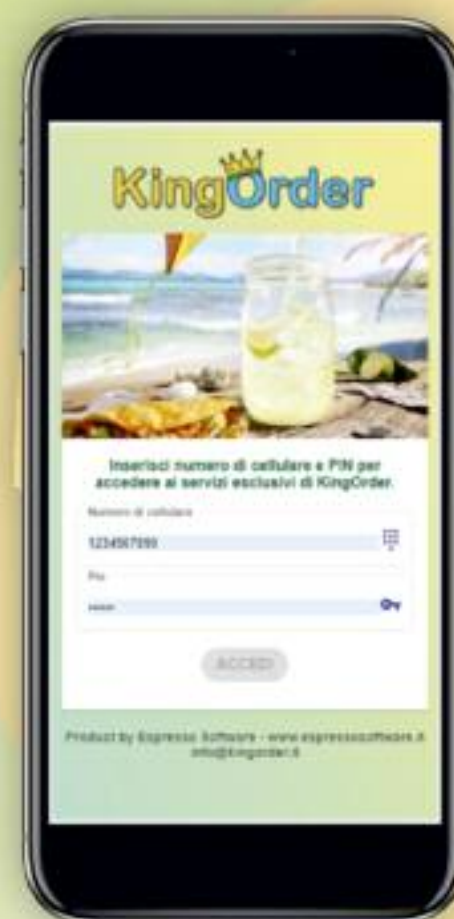 KingOrder
Inserisci numero di cellulare e PIN per
accedere ai servizi esclusivi di KingOrder.
Numero di cellulare
Pin
ACCEDI
Product by Espresso Software - www.espressosoftware.it
info@kingorder.it